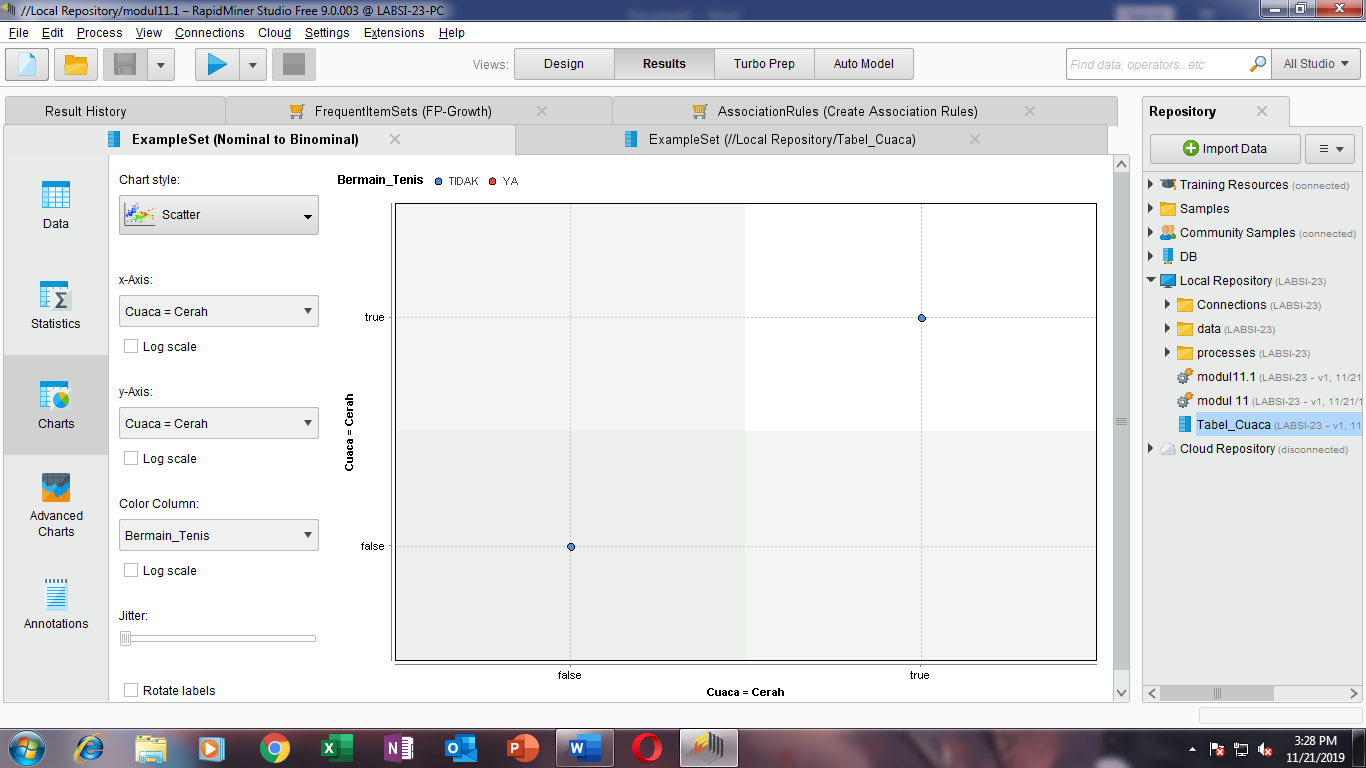 //Local Repository/modul11.1 – RapidMiner Studio Free 9.0.003 @ LABSI-23-PC
File Edit Process View Connections Cloud Settings Extensions Help
Views: Design Results Turbo Prep Auto Model
Find data, operators...etc All Studio
Result History FrequentItemSets (FP-Growth) AssociationRules (Create Association Rules)
ExampleSet (Nominal to Binominal) ExampleSet (//Local Repository/Tabel_Cuaca)
Data
Statistics
Charts
Advanced
Charts
Annotations
Chart style:
Scatter
x-Axis:
Cuaca = Cerah
Log scale
y-Axis:
Cuaca = Cerah
Log scale
Color Column:
Bermain_Tenis
Log scale
Jitter:
Rotate labels
Bermain_Tenis TIDAK YA
true
false
Cuaca = Cerah
false true
Cuaca = Cerah
Repository
Import Data
Training Resources (connected)
Samples
Community Samples (connected)
DB
Local Repository (LABSI-23)
Connections (LABSI-23)
data (LABSI-23)
processes (LABSI-23)
modul11.1 (LABSI-23 - v1, 11/21
modul 11 (LABSI-23 - v1, 11/21/1
Tabel_Cuaca (LABSI-23 - v1, 11
Cloud Repository (disconnected)
3:28 PM
11/21/2019